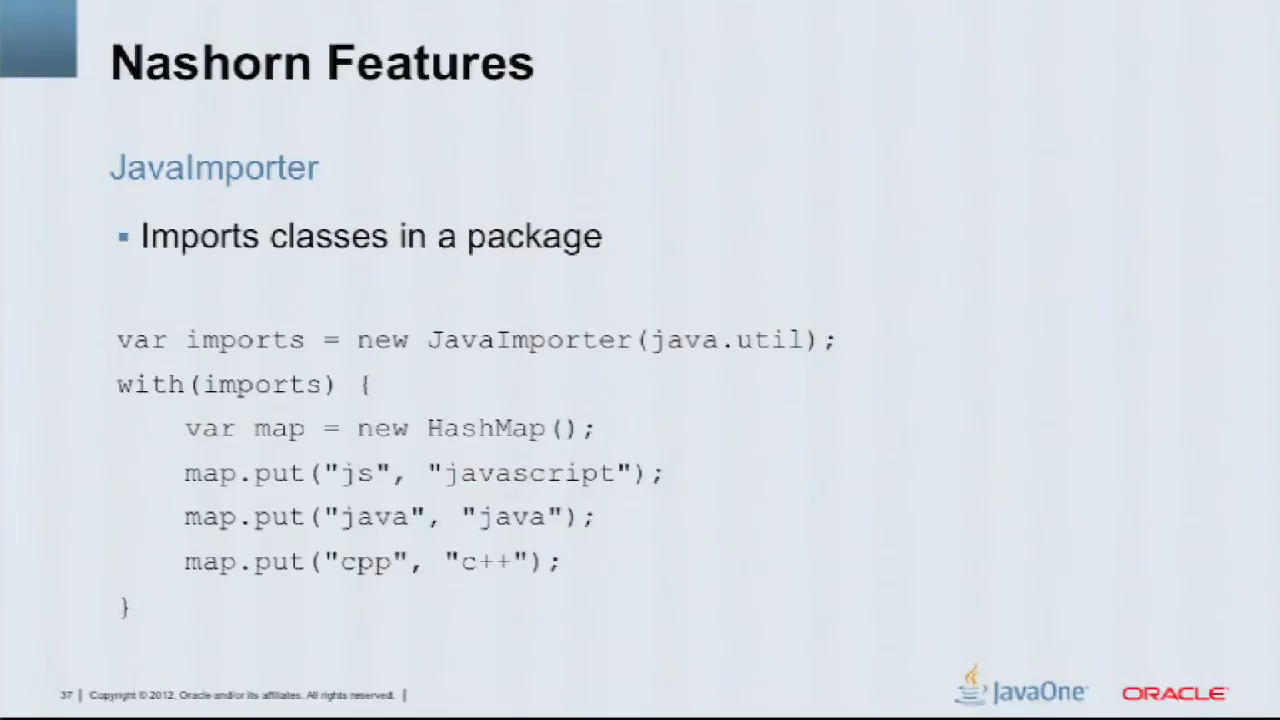 Nashorn Features
JavaImporter
▪ Imports classes in a package
var imports = new JavaImporter(java.util);
with(imports) {
    var map = new HashMap();
    map.put("js", "javascript");
    map.put("java", "java");
    map.put("cpp", "c++");
}
37 | Copyright © 2012, Oracle and/or its affiliates. All rights reserved. |
JavaOne™ ORACLE®